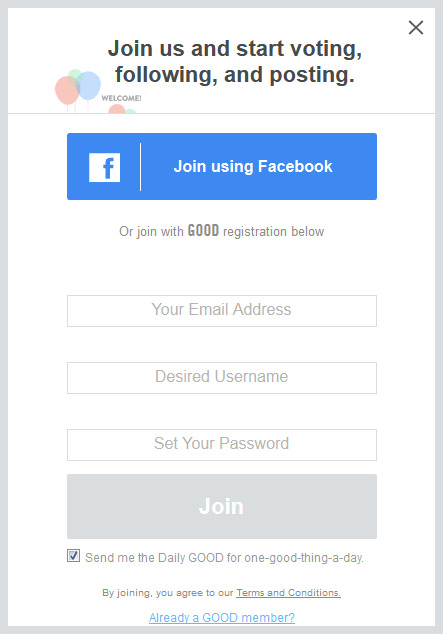 Join us and start voting,
following, and posting.
WELCOME!
f
Join using Facebook
Or join with GOOD registration below
Your Email Address
Desired Username
Set Your Password
Join
Send me the Daily GOOD for one-good-thing-a-day.
By joining, you agree to our Terms and Conditions.
Already a GOOD member?